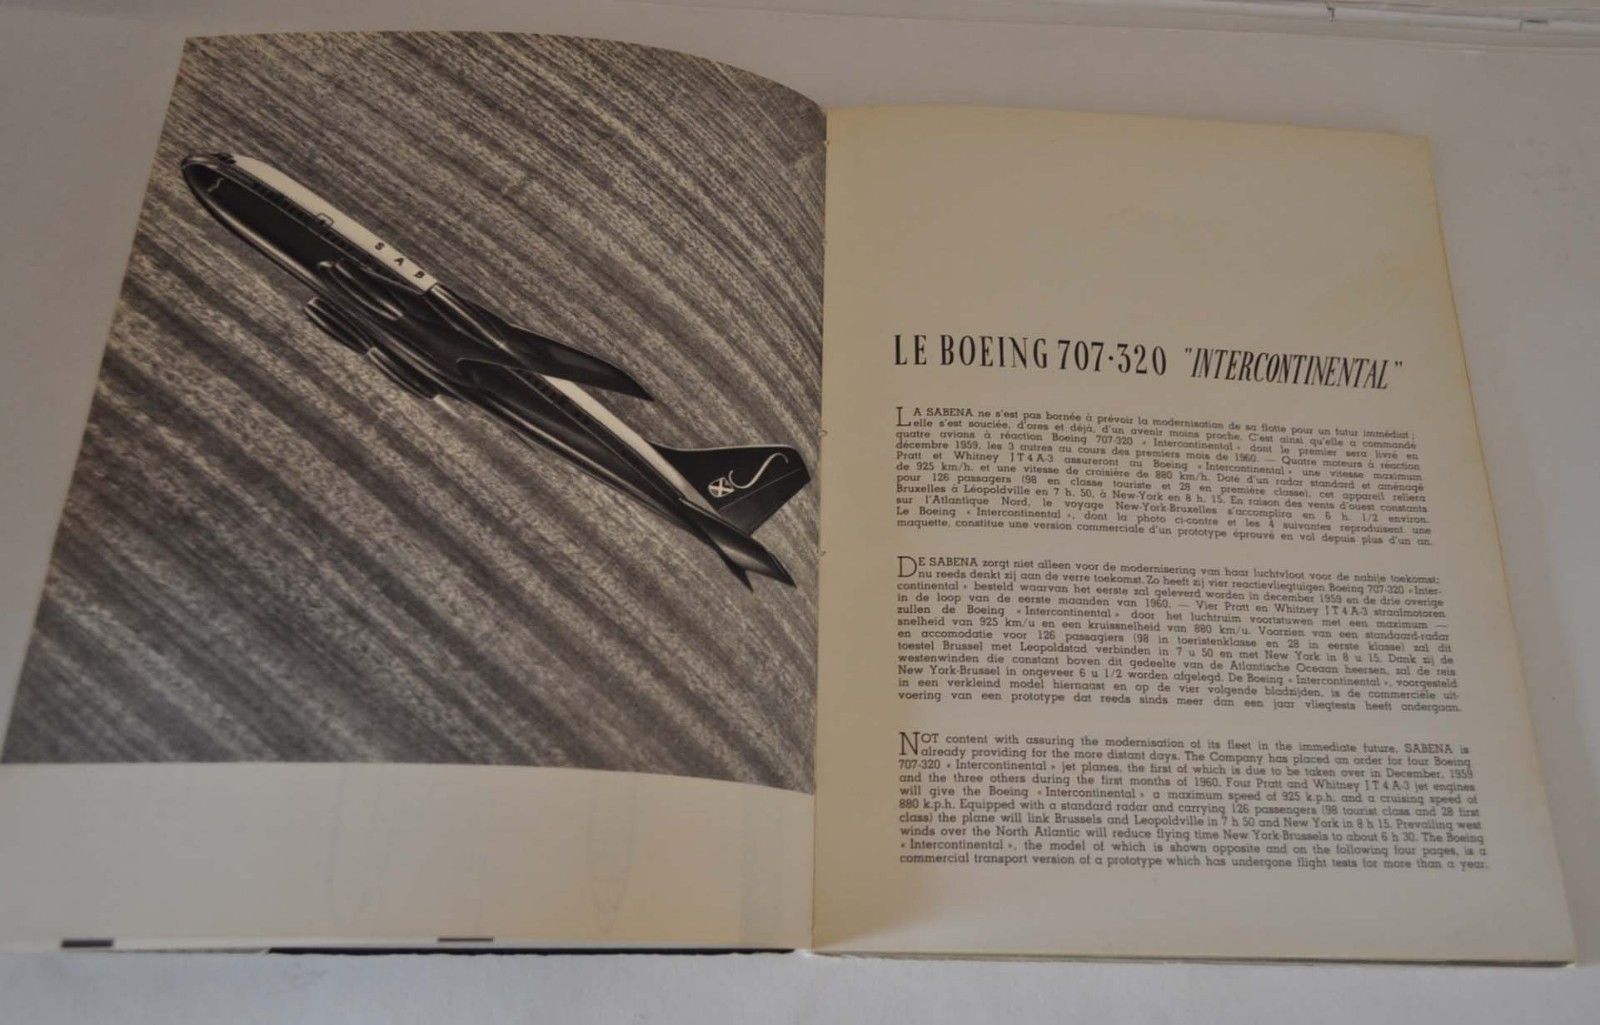 S A B
S
LE BOEING 707-320 "INTERCONTINENTAL"
LA SABENA ne s'est pas bornée à prévoir la modernisation de sa flotte pour un futur immédiat ;
elle s'est souciée, d'ores et déjà, d'un avenir moins proche. C'est ainsi qu'elle a commandé
quatre avions à réaction Boeing 707-320 « Intercontinental » dont le premier sera livré en
décembre 1959, les 3 autres au cours des premiers mois de 1960. — Quatre moteurs à réaction
Pratt et Whitney JT4A-3 assureront au Boeing « Intercontinental » une vitesse maximum
de 925 km/h. et une vitesse de croisière de 880 km/h. Doté d'un radar standard et aménagé
pour 126 passagers (98 en classe touriste et 28 en première classe), cet appareil reliera
Bruxelles à Léopoldville en 7 h. 50, à New-York en 8 h. 15. En raison des vents d'ouest constants
sur l'Atlantique Nord, le voyage New-York-Bruxelles s'accomplira en 6 h. 1/2 environ.
Le Boeing « Intercontinental », dont la photo ci-contre et les 4 suivantes reproduisent une
maquette, constitue une version commerciale d'un prototype éprouvé en vol depuis plus d'un an.
DE SABENA zorgt niet alleen voor de modernisering van haar luchtvloot voor de nabije toekomst;
nu reeds denkt zij aan de verre toekomst. Zo heeft zij vier reactievliegtuigen Boeing 707-320 « Inter-
continental » besteld waarvan het eerste zal geleverd worden in december 1959 en de drie overige
in de loop van de eerste maanden van 1960. — Vier Pratt en Whitney JT4A-3 straalmotoren
zullen de Boeing « Intercontinental » door het luchtruim voortstuwen met een maximum —
snelheid van 925 km/u en een kruissnelheid van 880 km/u. Voorzien van een standaard-radar
en accomodatie voor 126 passagiers (98 in toeristenklasse en 28 in eerste klasse) zal dit
toestel Brussel met Leopoldstad verbinden in 7 u 50 en met New York in 8 u 15. Dank zij de
westenwinden die constant boven dit gedeelte van de Atlantische Oceaan heersen, zal de reis
New York-Brussel in ongeveer 6 u 1/2 worden afgelegd. De Boeing « Intercontinental », voorgesteld
in een verkleind model hiernaast en op de vier volgende bladzijden, is de commerciële uit-
voering van een prototype dat reeds sinds meer dan een jaar vliegtests heeft ondergaan.
NOT content with assuring the modernisation of its fleet in the immediate future, SABENA is
already providing for the more distant days. The Company has placed an order for four Boeing
707-320 « Intercontinental » jet planes, the first of which is due to be taken over in December, 1959
and the three others during the first months of 1960. Four Pratt and Whitney JT4A-3 jet engines
will give the Boeing « Intercontinental » a maximum speed of 925 k.p.h. and a cruising speed of
880 k.p.h. Equipped with a standard radar and carrying 126 passengers (98 tourist class and 28 first
class) the plane will link Brussels and Leopoldville in 7 h 50 and New York in 8 h 15. Prevailing west
winds over the North Atlantic will reduce flying time New York-Brussels to about 6 h 30. The Boeing
« Intercontinental », the model of which is shown opposite and on the following four pages, is a
commercial transport version of a prototype which has undergone flight tests for more than a year.